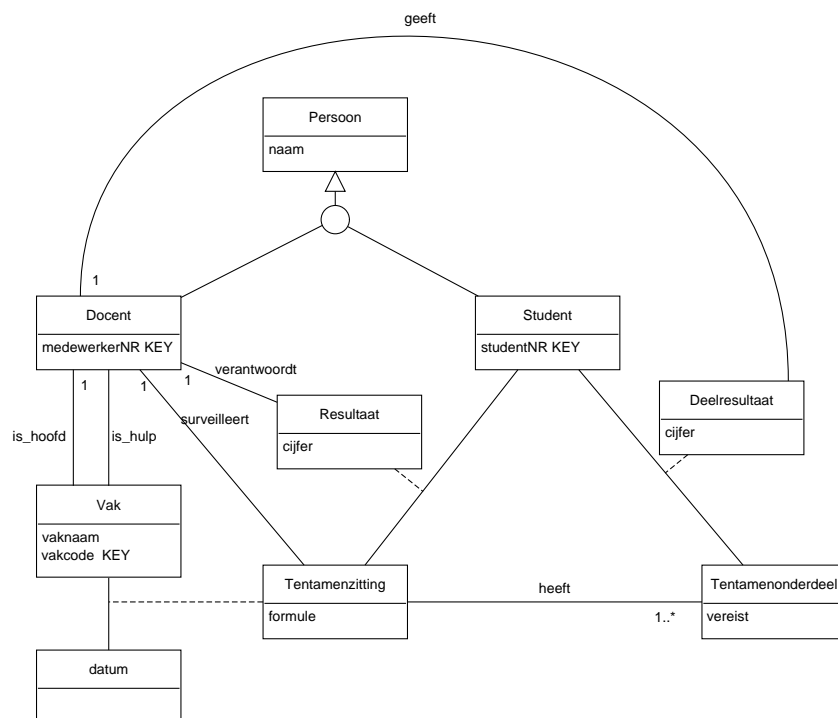 geeft
Persoon
naam
1
Docent
medewerkerNR KEY
Student
studentNR KEY
verantwoordt
1
1
1
surveilleert
Resultaat
cijfer
Deelresultaat
cijfer
is_hoofd
is_hulp
Vak
vaknaam
vakcode KEY
Tentamenzitting
formule
heeft
1..*
Tentamenonderdeel
vereist
datum